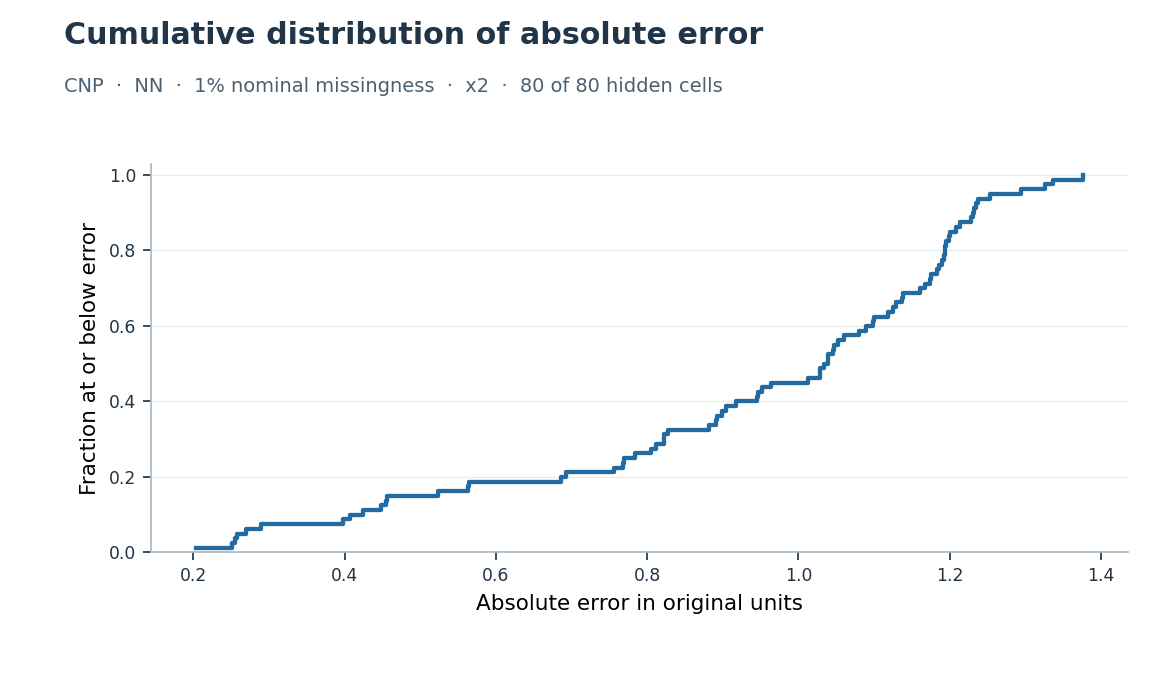 Cumulative distribution of absolute error
CNP · NN · 1% nominal missingness · x2 · 80 of 80 hidden cells
1.0
0.8
0.6
0.4
0.2
0.0
Fraction at or below error
0.2 0.4 0.6 0.8 1.0 1.2 1.4
Absolute error in original units